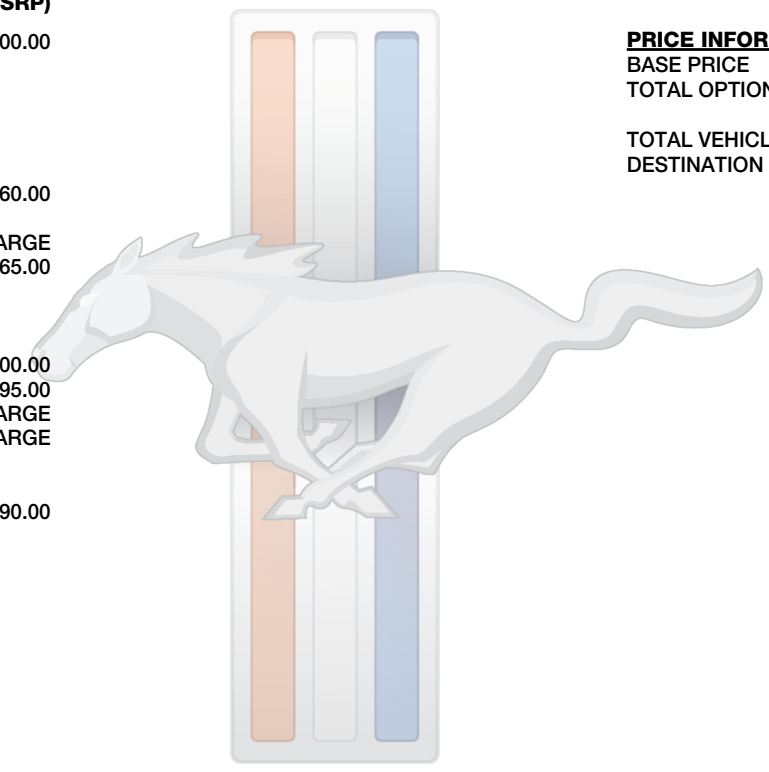 SRP)
00.00
60.00
ARGE
65.00
00.00
95.00
ARGE
ARGE
90.00
PRICE INFOR
BASE PRICE
TOTAL OPTION
TOTAL VEHICL
DESTINATION